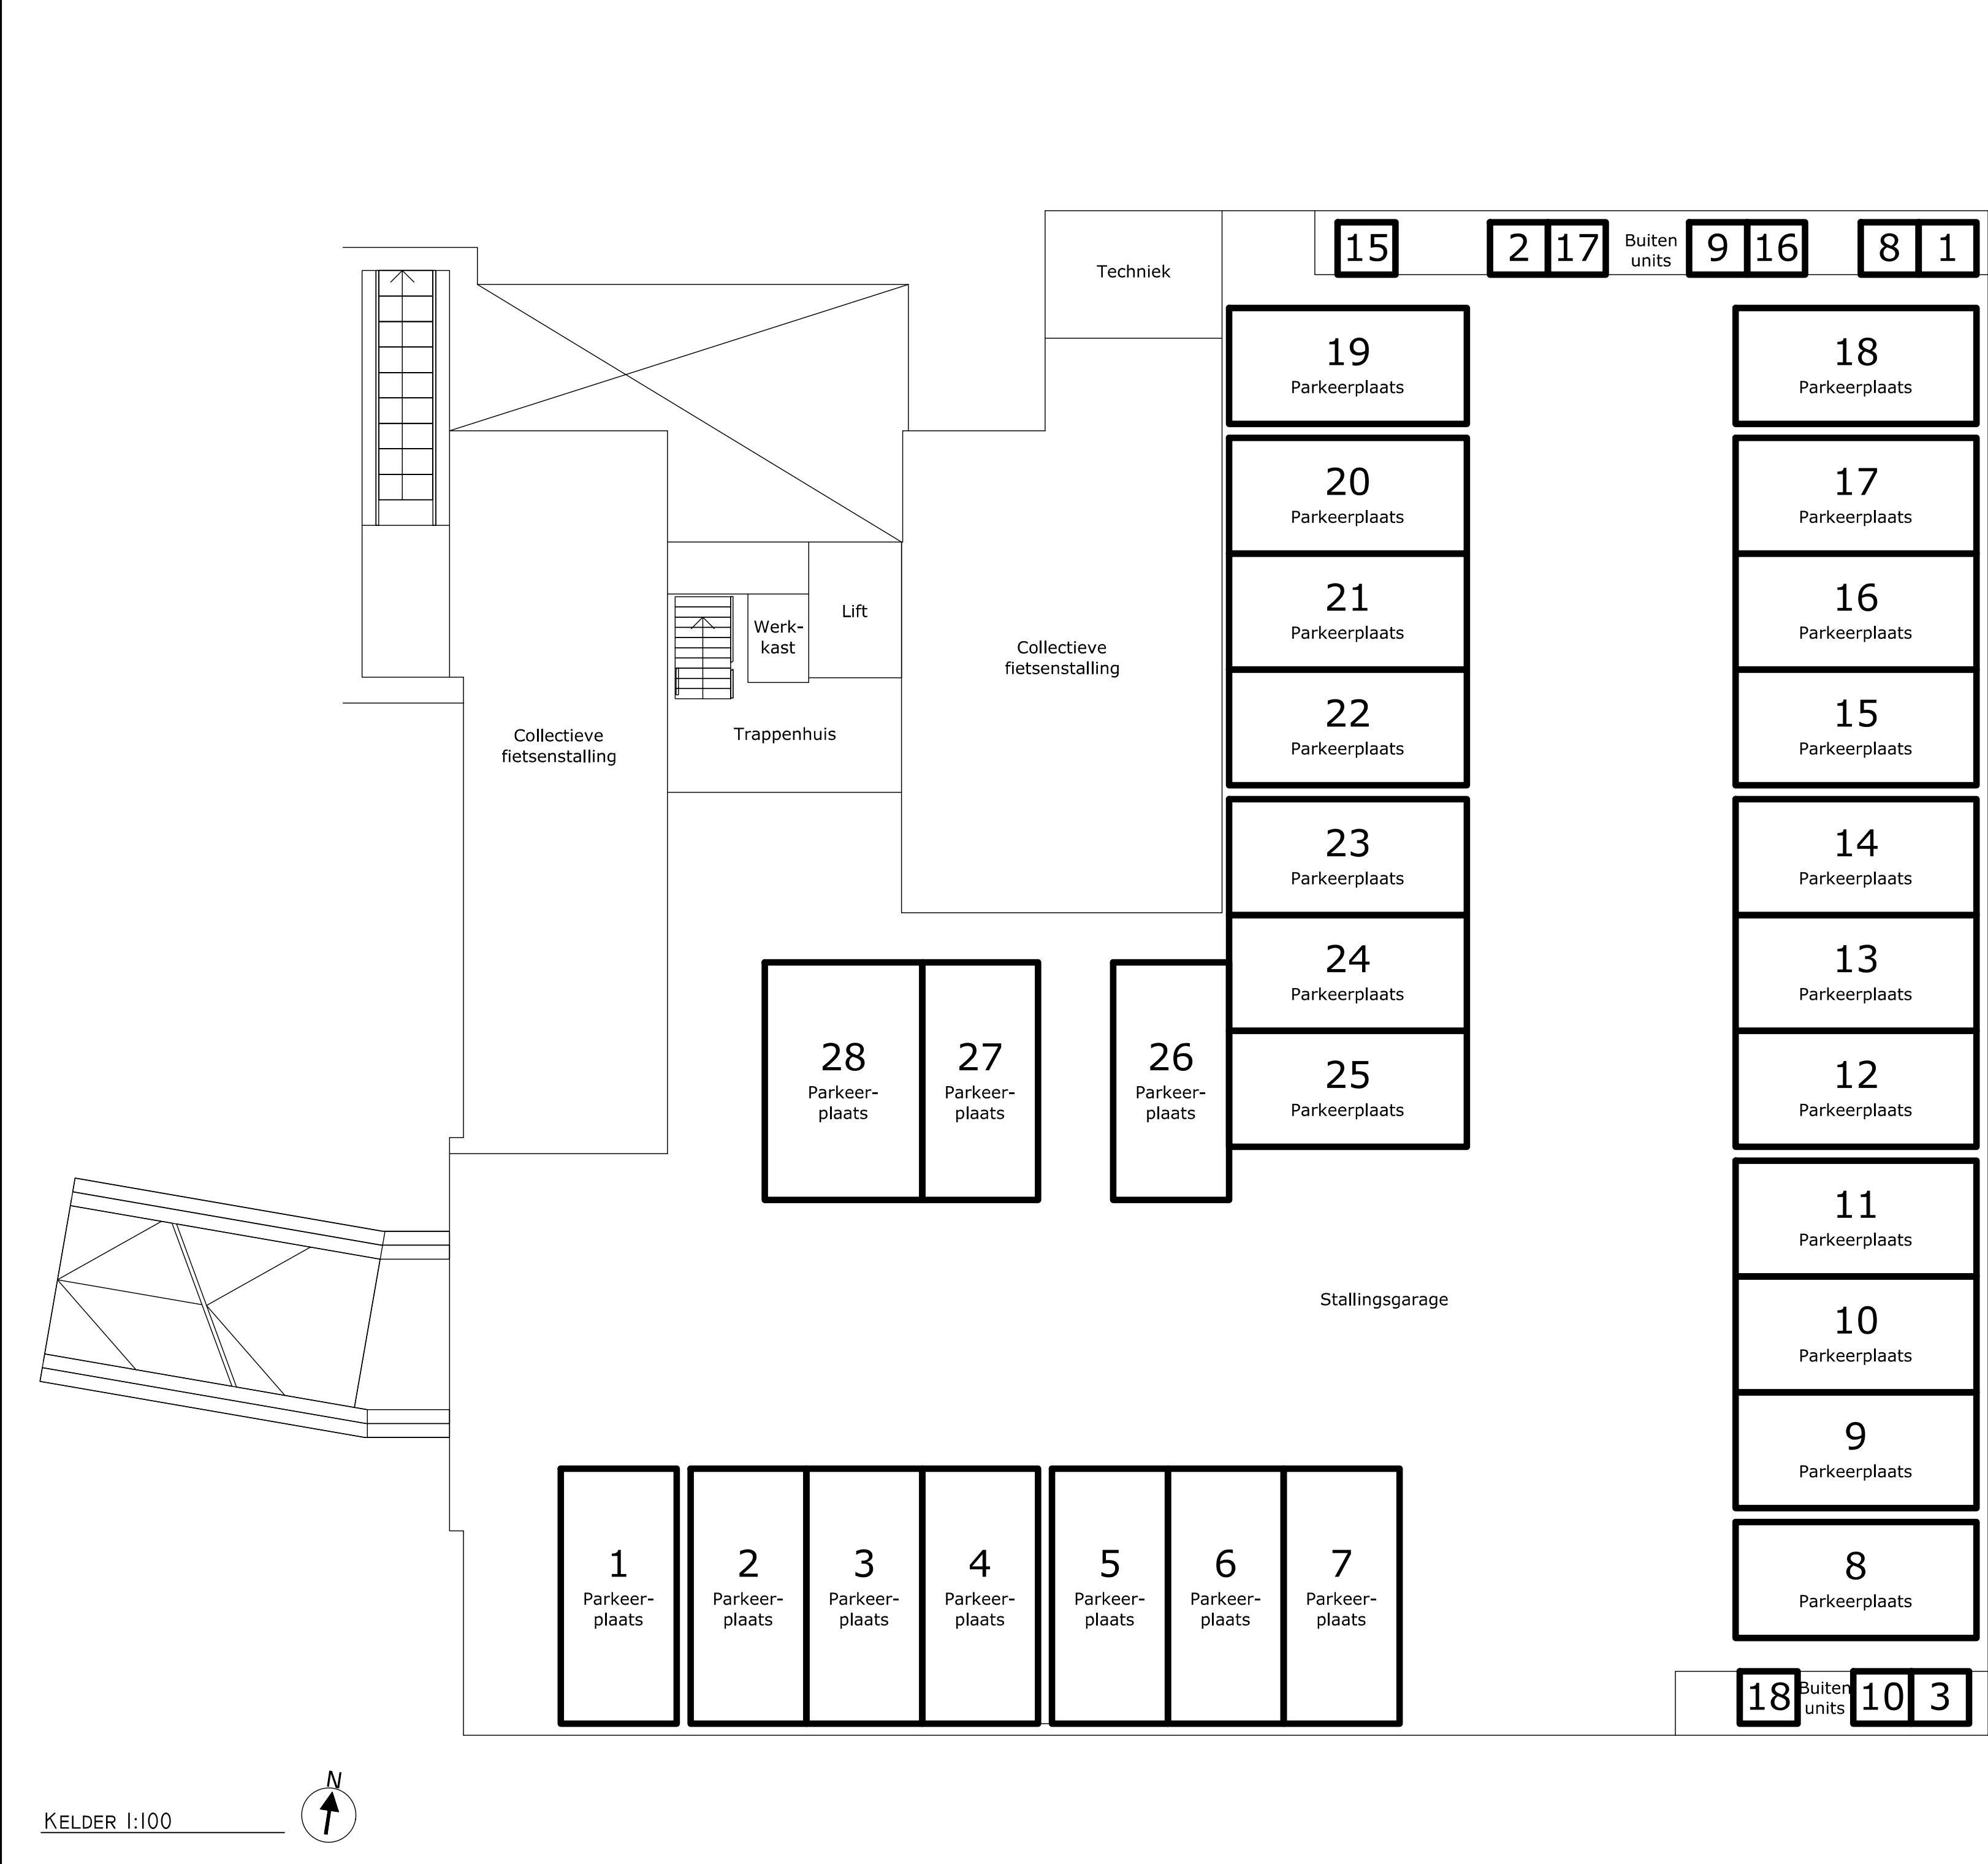 15
2
17
Buiten
units
9
16
8
1
Techniek
19
Parkeerplaats
18
Parkeerplaats
20
Parkeerplaats
17
Parkeerplaats
Lift
Werk-
kast
21
Parkeerplaats
16
Parkeerplaats
Collectieve
fietsenstalling
Collectieve
fietsenstalling
Trappenhuis
22
Parkeerplaats
15
Parkeerplaats
23
Parkeerplaats
14
Parkeerplaats
24
Parkeerplaats
13
Parkeerplaats
28
Parkeer-
plaats
27
Parkeer-
plaats
26
Parkeer-
plaats
25
Parkeerplaats
12
Parkeerplaats
11
Parkeerplaats
Stallingsgarage
10
Parkeerplaats
9
Parkeerplaats
1
Parkeer-
plaats
2
Parkeer-
plaats
3
Parkeer-
plaats
4
Parkeer-
plaats
5
Parkeer-
plaats
6
Parkeer-
plaats
7
Parkeer-
plaats
8
Parkeerplaats
18
Buiten
units
10
3
N
KELDER 1:100